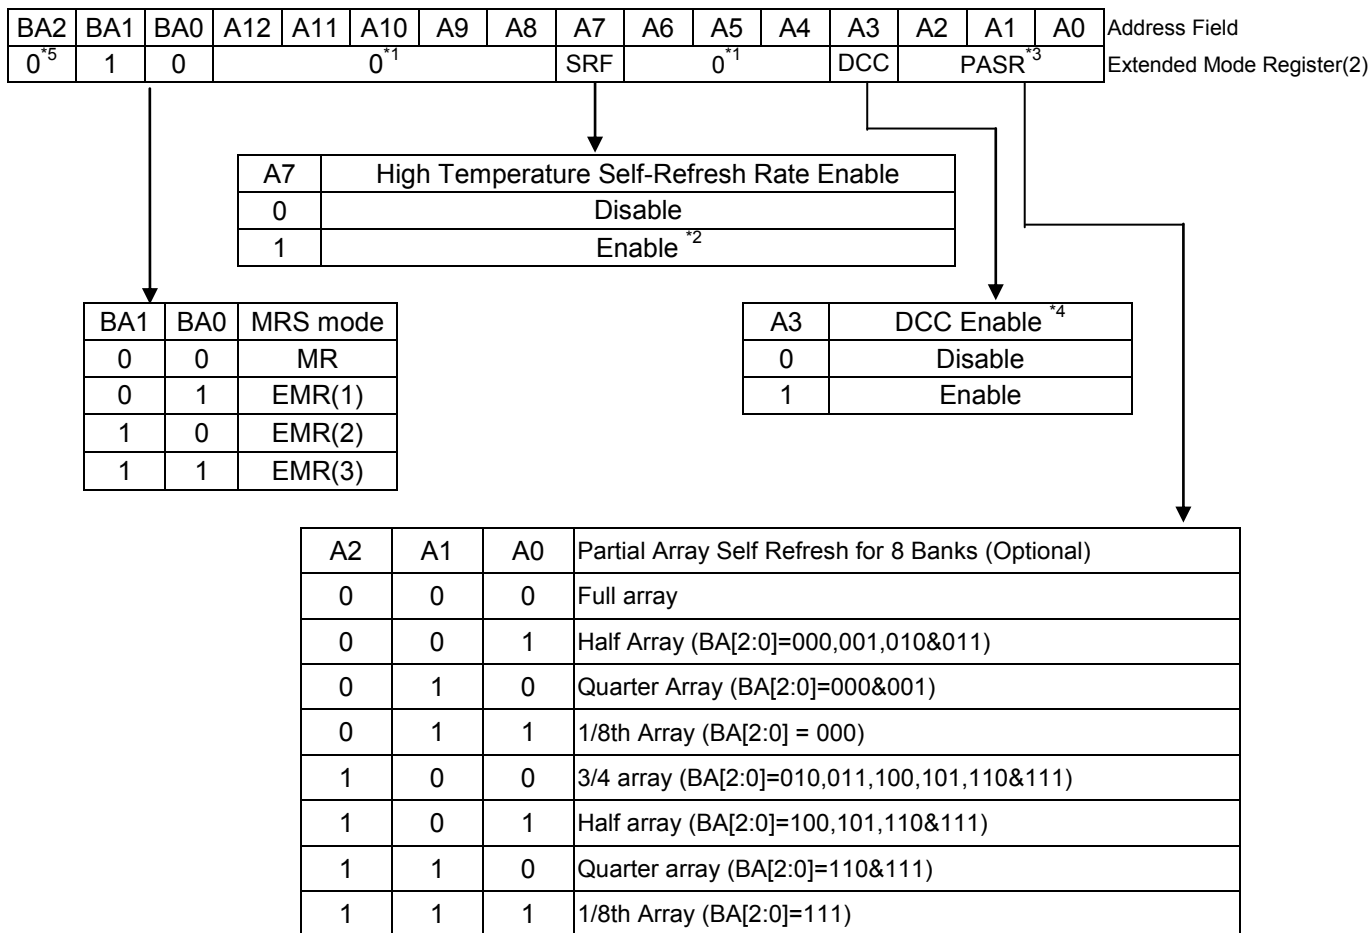 BA2 BA1 BA0 A12 A11 A10 A9 A8 A7 A6 A5 A4 A3 A2 A1 A0 Address Field
0*5 1 0 0*1 SRF 0*1 DCC PASR*3 Extended Mode Register(2)
A7 High Temperature Self-Refresh Rate Enable
0 Disable
1 Enable *2
BA1 BA0 MRS mode
0 0 MR
0 1 EMR(1)
1 0 EMR(2)
1 1 EMR(3)
A3 DCC Enable *4
0 Disable
1 Enable
A2 A1 A0 Partial Array Self Refresh for 8 Banks (Optional)
0 0 0 Full array
0 0 1 Half Array (BA[2:0]=000,001,010&011)
0 1 0 Quarter Array (BA[2:0]=000&001)
0 1 1 1/8th Array (BA[2:0] = 000)
1 0 0 3/4 array (BA[2:0]=010,011,100,101,110&111)
1 0 1 Half array (BA[2:0]=100,101,110&111)
1 1 0 Quarter array (BA[2:0]=110&111)
1 1 1 1/8th Array (BA[2:0]=111)